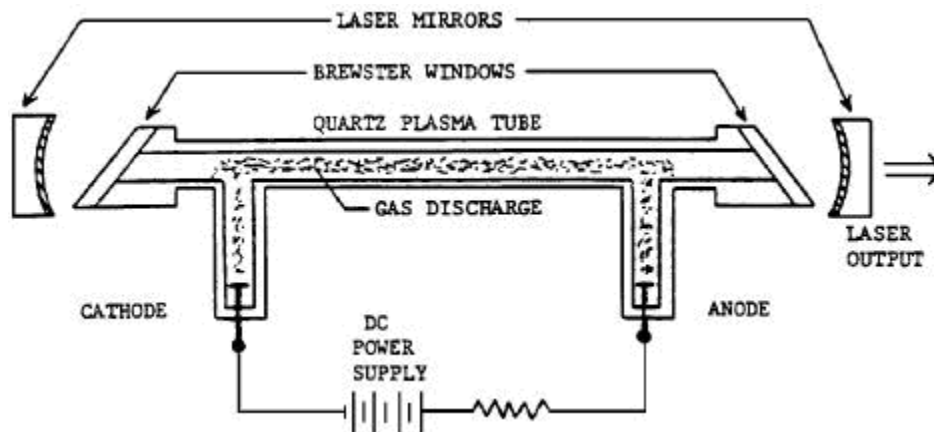 LASER MIRRORS
BREWSTER WINDOWS
QUARTZ PLASMA TUBE
GAS DISCHARGE
LASER
OUTPUT
CATHODE
ANODE
DC
POWER
SUPPLY